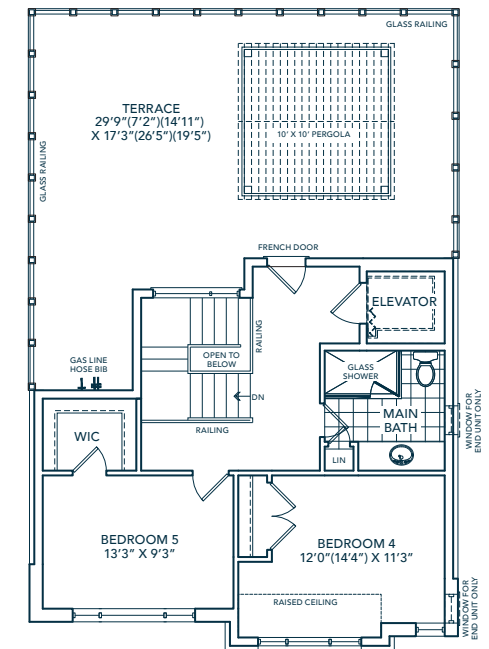 GLASS RAILING
TERRACE
29'9"(7'2")(14'11")
X 17'3"(26'5")(19'5")
10' X 10' PERGOLA
GLASS RAILING
FRENCH DOOR
ELEVATOR
RAILING
OPEN TO
BELOW
GLASS
SHOWER
GAS LINE
HOSE BIB
DN
MAIN
BATH
WINDOW FOR
END UNIT ONLY
RAILING
WIC
LIN
BEDROOM 5
13'3" X 9'3"
BEDROOM 4
12'0"(14'4") X 11'3"
RAISED CEILING
WINDOW FOR
END UNIT ONLY